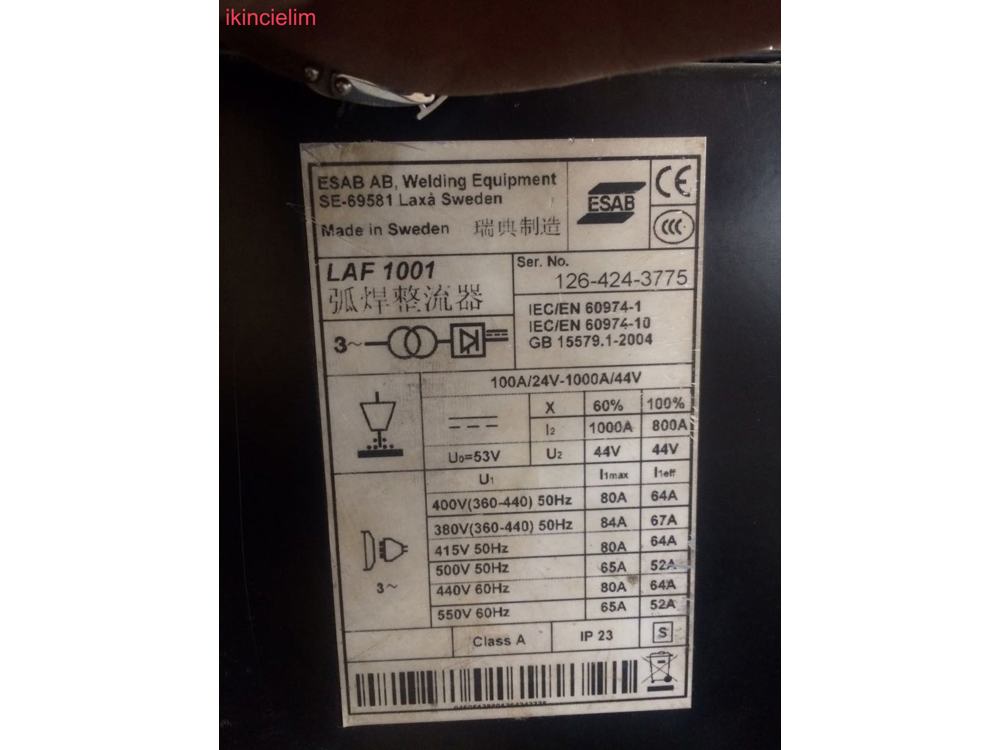 ikincielim
ESAB AB, Welding Equipment
SE-69581 Laxå Sweden
Made in Sweden 瑞典制造
ESAB
CE
CCC
LAF 1001
弧焊整流器
Ser. No.
126-424-3775
IEC/EN 60974-1
IEC/EN 60974-10
GB 15579.1-2004
3~
100A/24V-1000A/44V
X 60% 100%
I₂ 1000A 800A
U₀=53V U₂ 44V 44V
U₁ I₁max I₁eff
400V(360-440) 50Hz 80A 64A
380V(360-440) 50Hz 84A 67A
415V 50Hz 80A 64A
500V 50Hz 65A 52A
440V 60Hz 80A 64A
550V 60Hz 65A 52A
3~
Class A IP 23 S